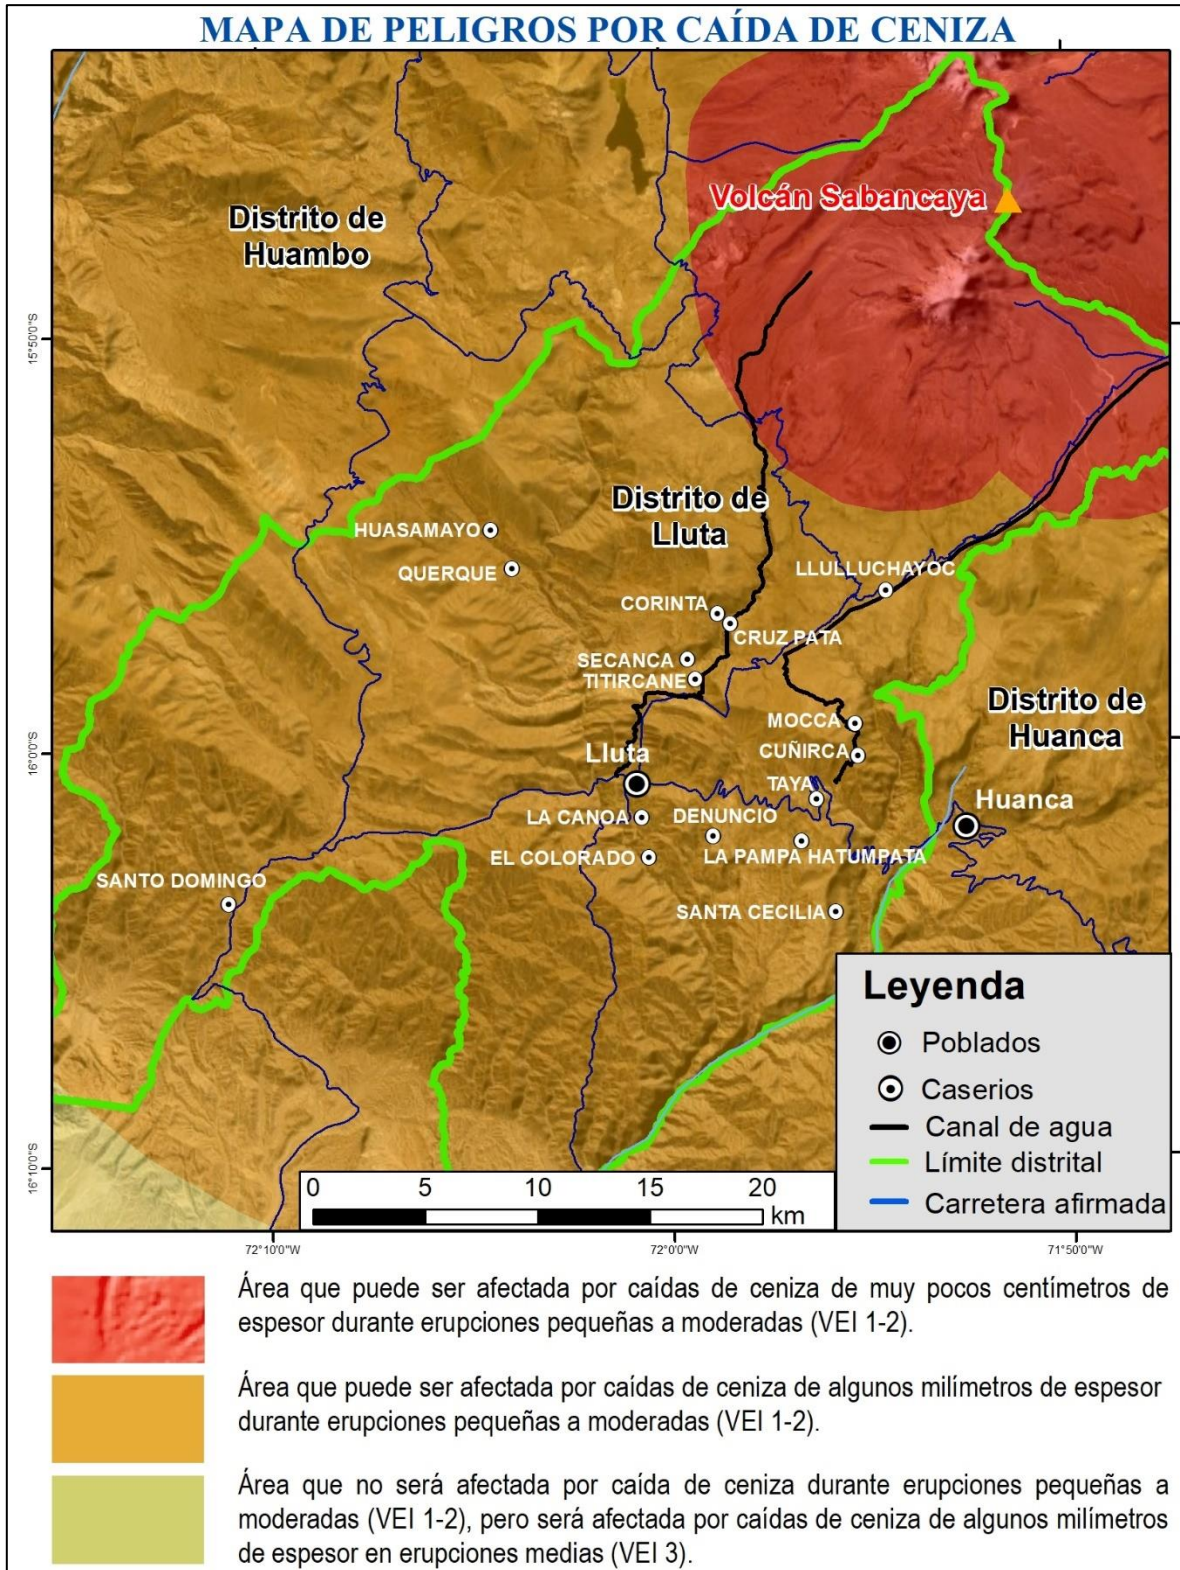 MAPA DE PELIGROS POR CAÍDA DE CENIZA
Volcán Sabancaya
Distrito de
Huambo
15°50'0"S
Distrito de
Lluta
HUASAMAYO
QUERQUE
LLULLUCHAYOC
CORINTA
CRUZ PATA
SECANCA
TITIRCANE
Distrito de
Huanca
MOCCA
CUÑIRCA
16°0'0"S
Lluta
TAYA
Huanca
LA CANOA
DENUNCIO
EL COLORADO
LA PAMPA HATUMPATA
SANTO DOMINGO
SANTA CECILIA
Leyenda
Poblados
Caserios
Canal de agua
Límite distrital
Carretera afirmada
16°10'0"S
0 5 10 15 20
km
72°10'0"W 72°0'0"W 71°50'0"W
Área que puede ser afectada por caídas de ceniza de muy pocos centímetros de
espesor durante erupciones pequeñas a moderadas (VEI 1-2).
Área que puede ser afectada por caídas de ceniza de algunos milímetros de espesor
durante erupciones pequeñas a moderadas (VEI 1-2).
Área que no será afectada por caída de ceniza durante erupciones pequeñas a
moderadas (VEI 1-2), pero será afectada por caídas de ceniza de algunos milímetros
de espesor en erupciones medias (VEI 3).